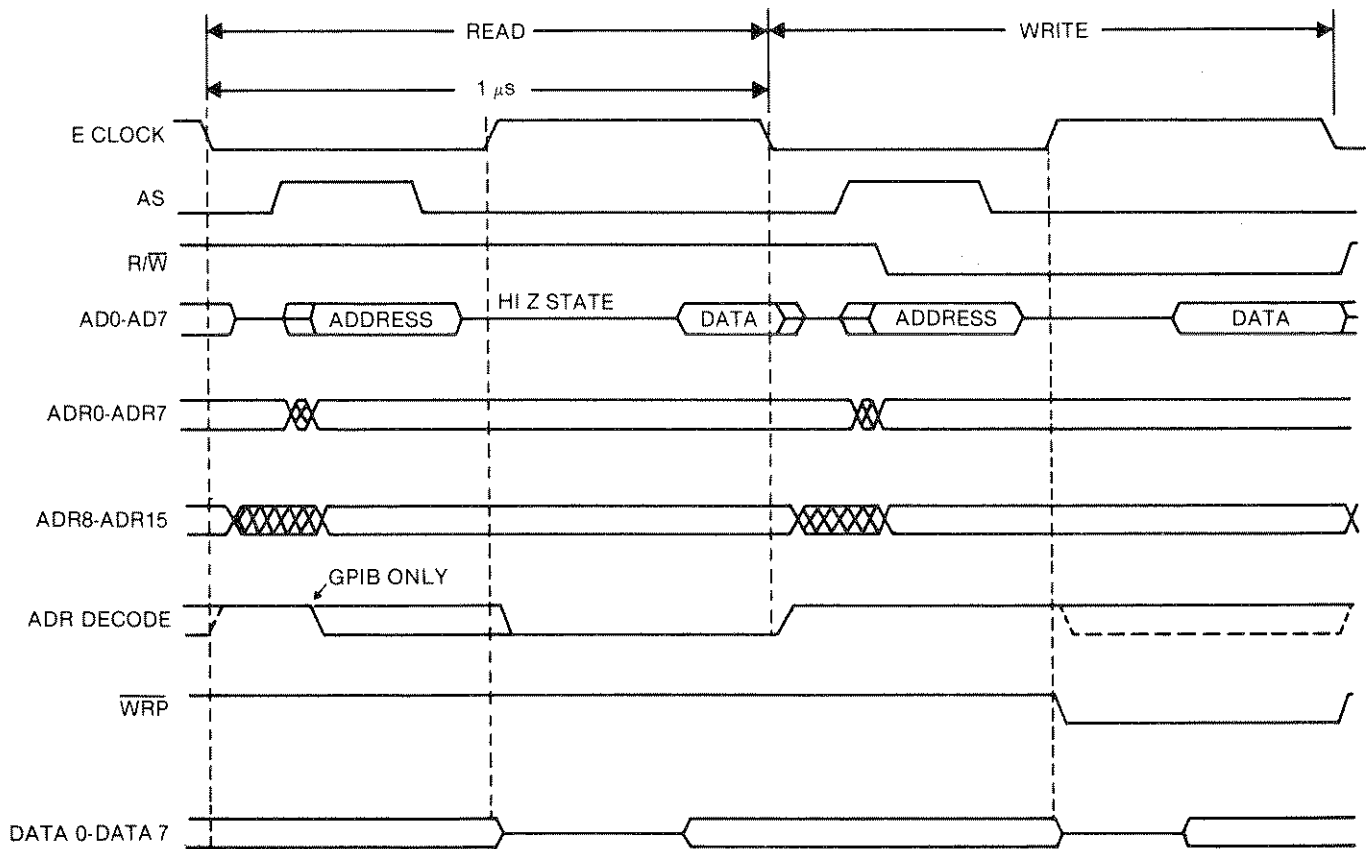 READ
WRITE
1 μs
E CLOCK
AS
R/W̅
AD0-AD7
ADDRESS
HI Z STATE
DATA
ADDRESS
DATA
ADR0-ADR7
ADR8-ADR15
GPIB ONLY
ADR DECODE
W̅R̅P̅
DATA 0-DATA 7